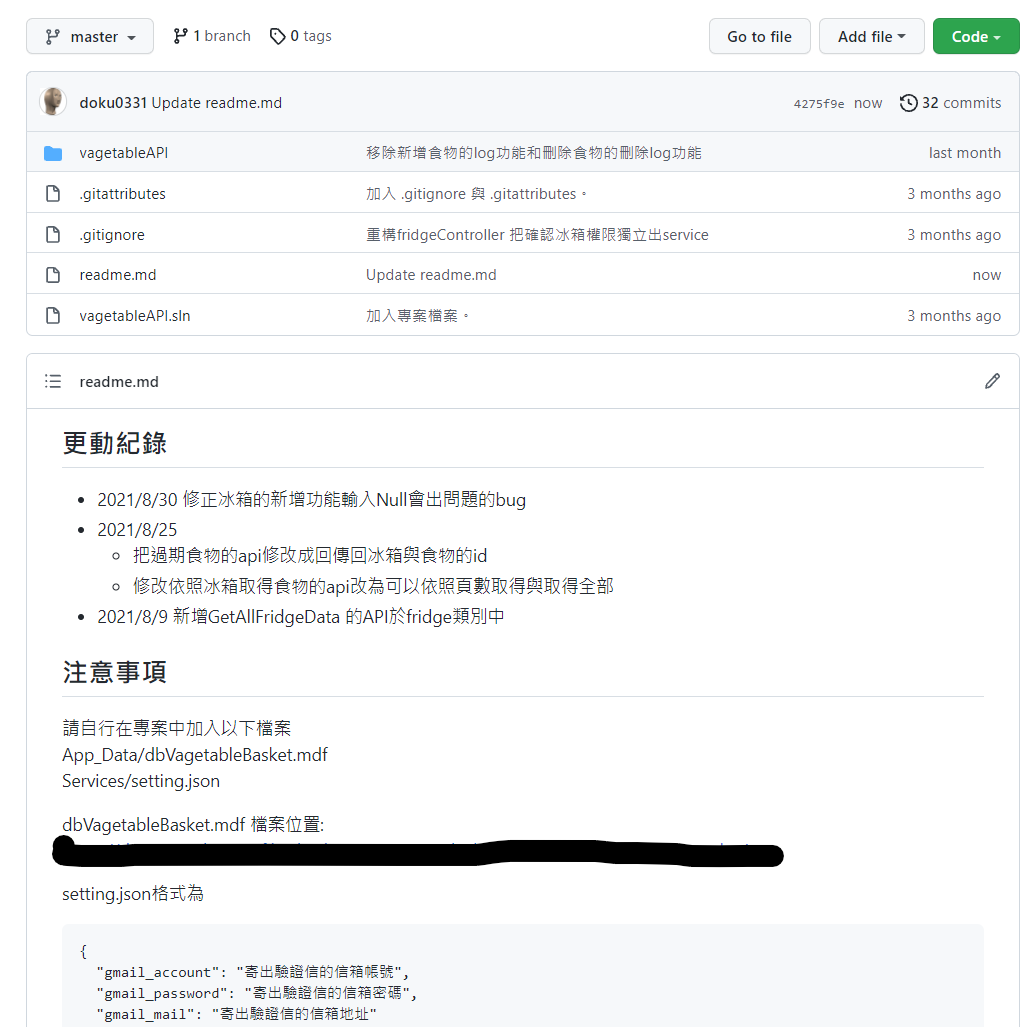 master 1 branch 0 tags Go to file Add file Code
doku0331 Update readme.md 4275f9e now 32 commits
vagetableAPI 移除新增食物的log功能和刪除食物的刪除log功能 last month
.gitattributes 加入 .gitignore 與 .gitattributes。 3 months ago
.gitignore 重構fridgeController 把確認冰箱權限獨立出service 3 months ago
readme.md Update readme.md now
vagetableAPI.sln 加入專案檔案。 3 months ago
readme.md
更動紀錄
2021/8/30 修正冰箱的新增功能輸入Null會出問題的bug
2021/8/25
把過期食物的api修改成回傳回冰箱與食物的id
修改依照冰箱取得食物的api改為可以依照頁數取得與取得全部
2021/8/9 新增GetAllFridgeData 的API於fridge類別中
注意事項
請自行在專案中加入以下檔案
App_Data/dbVagetableBasket.mdf
Services/setting.json
dbVagetableBasket.mdf 檔案位置:
setting.json格式為
{
"gmail_account": "寄出驗證信的信箱帳號",
"gmail_password": "寄出驗證信的信箱密碼",
"gmail_mail": "寄出驗證信的信箱地址"